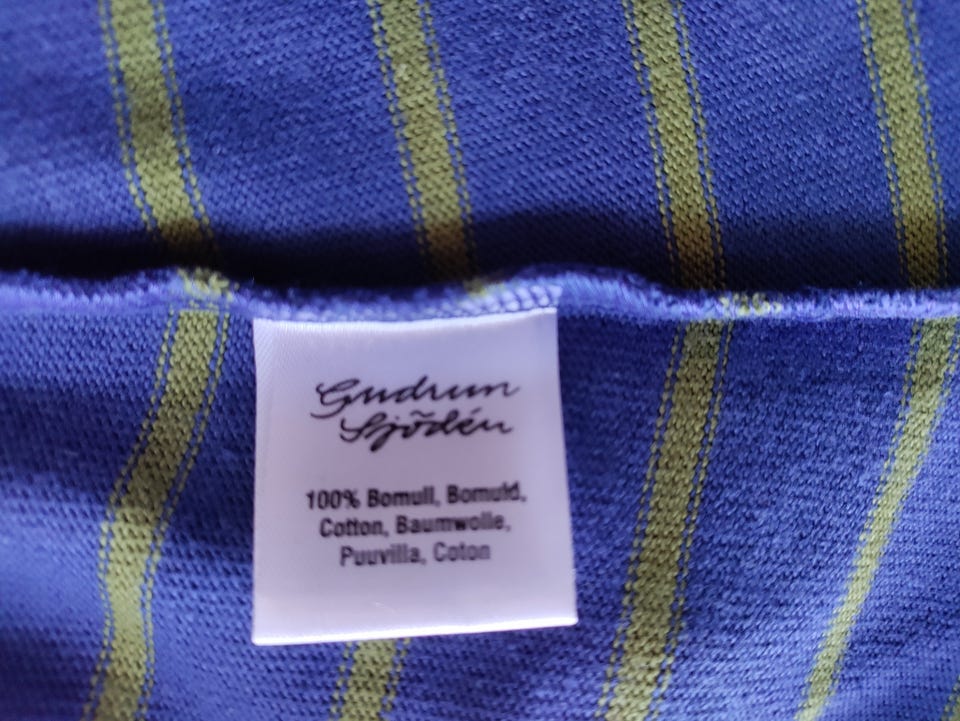 Gudrun
Sjödén
100% Bomull, Bomuld,
Cotton, Baumwolle,
Puuvilla, Coton